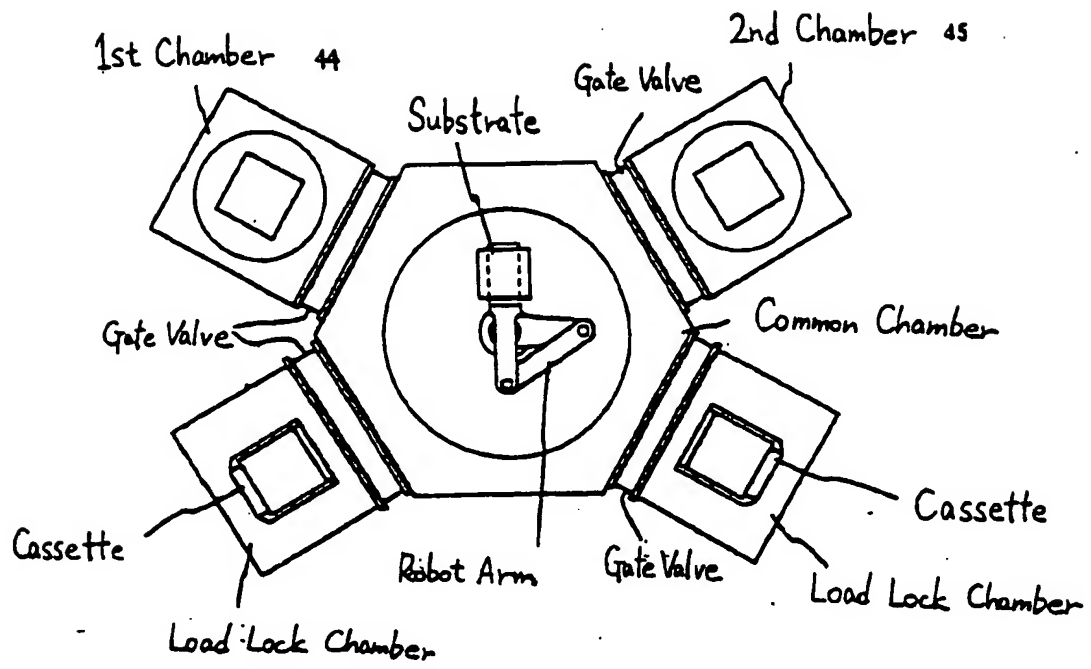 1st Chamber 44
2nd Chamber 45
Gate Valve
Substrate
Gate Valve
Common Chamber
Cassette
Cassette
Robot Arm
Gate Valve
Load Lock Chamber
Load Lock Chamber